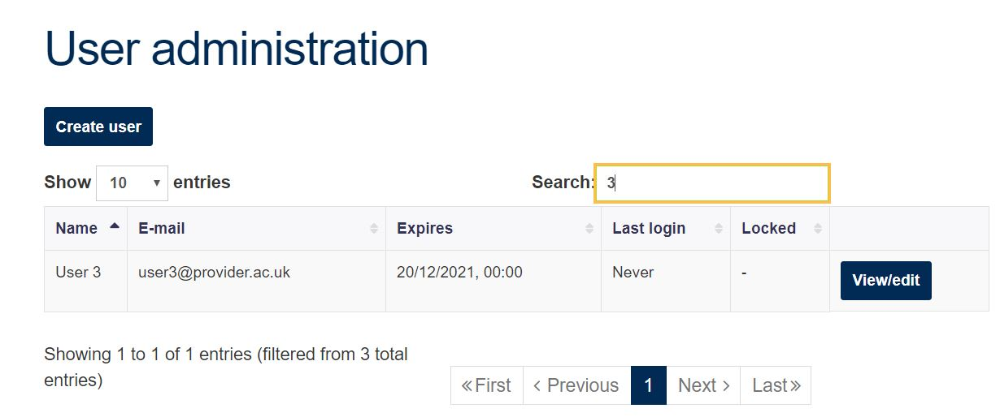 User administration
Create user
Show 10 entries Search: 3
Name E-mail Expires Last login Locked
User 3 user3@provider.ac.uk 20/12/2021, 00:00 Never - View/edit
Showing 1 to 1 of 1 entries (filtered from 3 total
entries)
«First ‹ Previous 1 Next › Last»